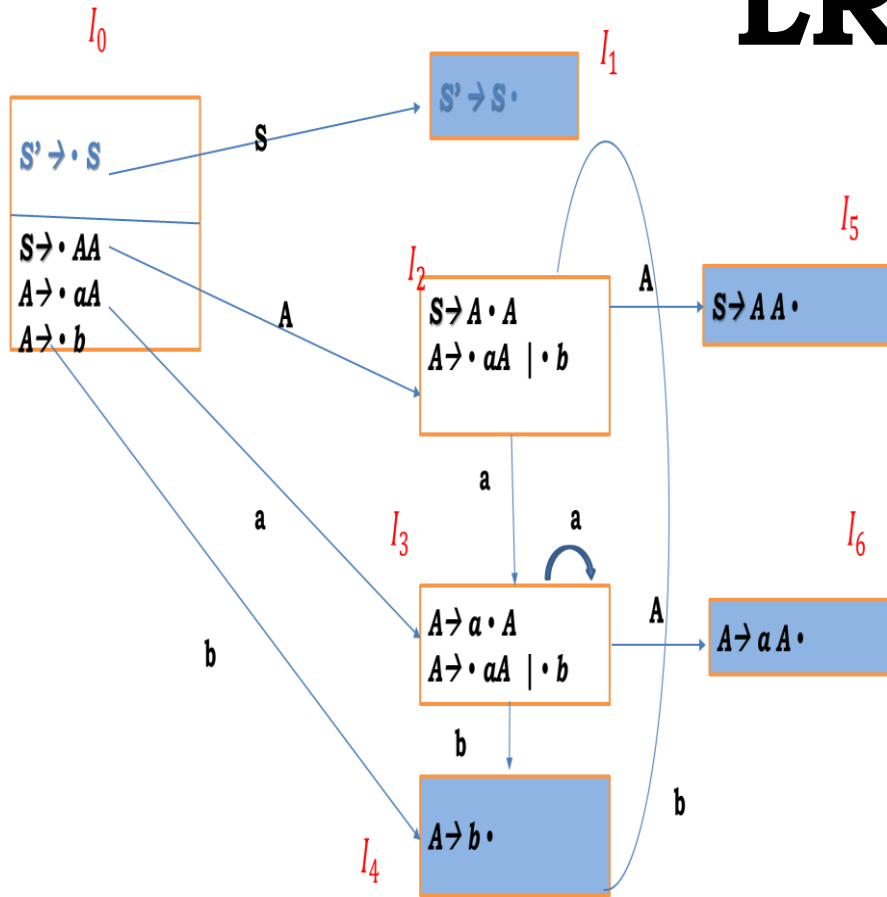 LR
I₀
I₁
S' → • S
S
S' → S •
S → • AA
A → • aA
A → • b
A
I₂
S → A • A
A → • aA | • b
A
I₅
S → A A •
a
a
a
b
I₃
A → a • A
A → • aA | • b
A
I₆
A → a A •
b
b
I₄
A → b •